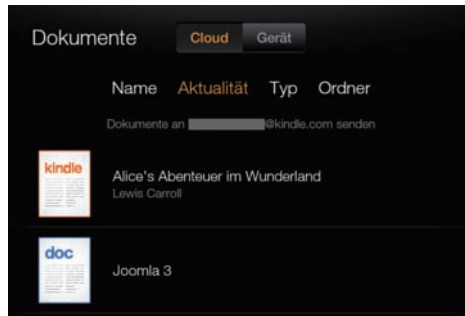 Dokumente Cloud Gerät
Name Aktualität Typ Ordner
Dokumente an @kindle.com senden
kindle
Alice's Abenteuer im Wunderland
Lewis Carroll
doc
Joomla 3